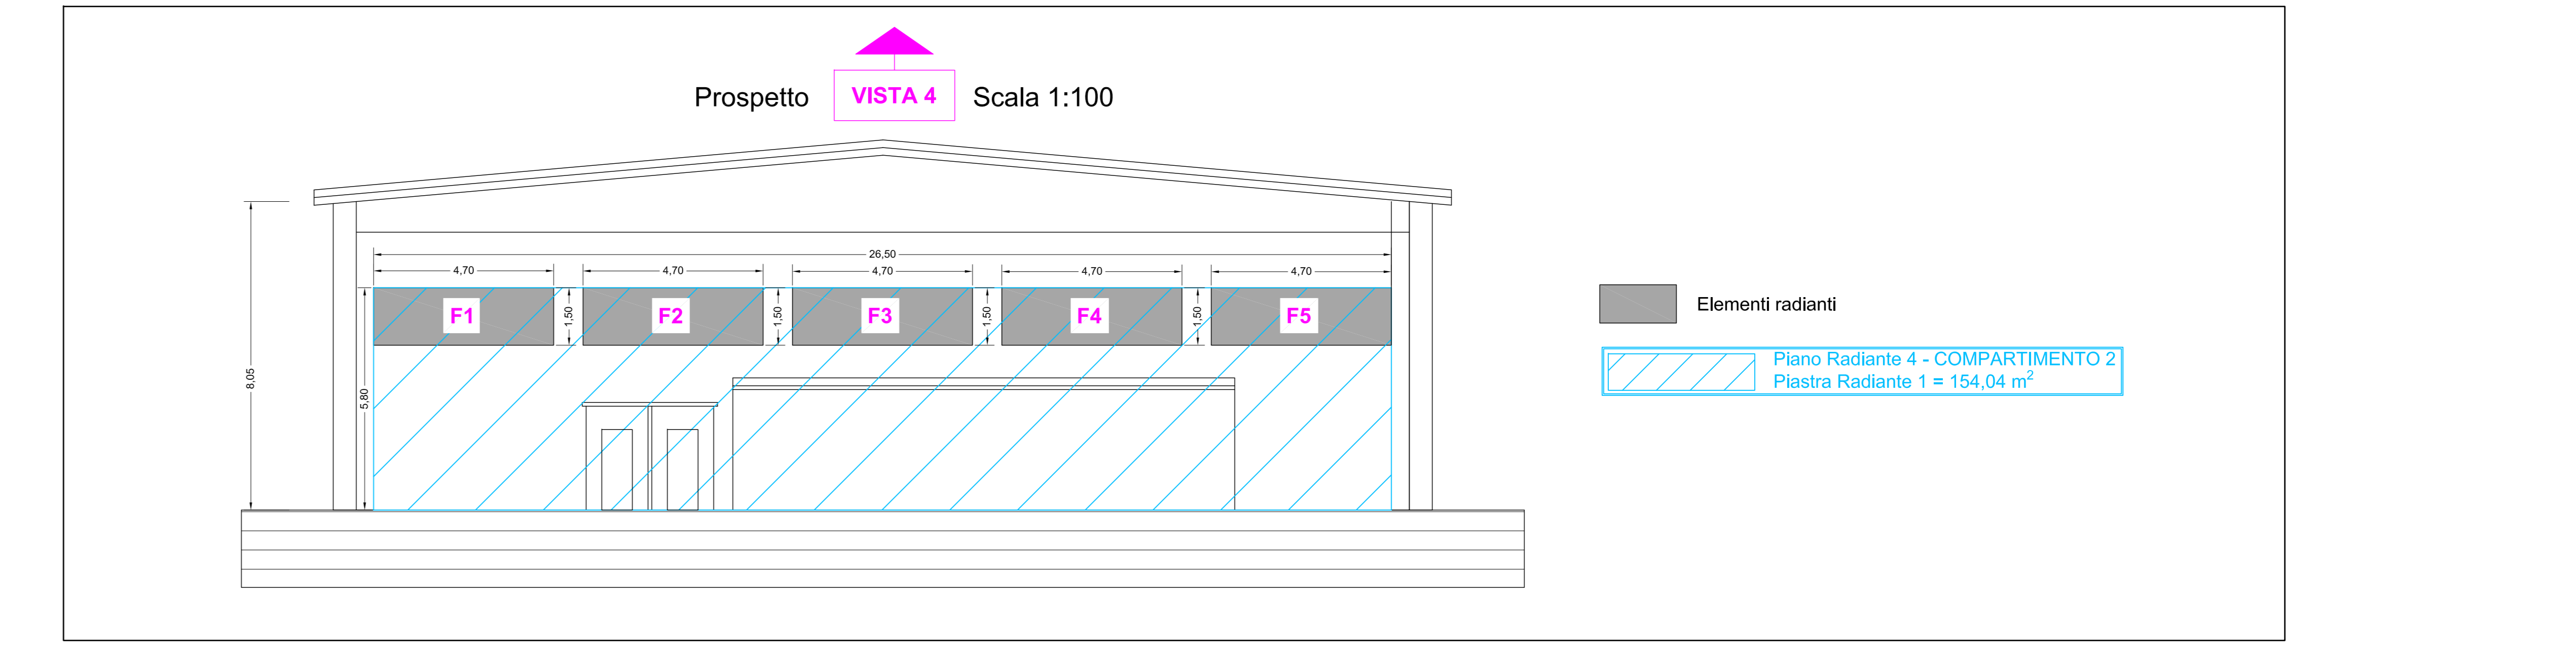 Prospetto VISTA 4 Scala 1:100
26,50
4,70 4,70 4,70 4,70 4,70
F1 1,50 F2 1,50 F3 1,50 F4 1,50 F5
8,05
5,80
Elementi radianti
Piano Radiante 4 - COMPARTIMENTO 2
Piastra Radiante 1 = 154,04 m²